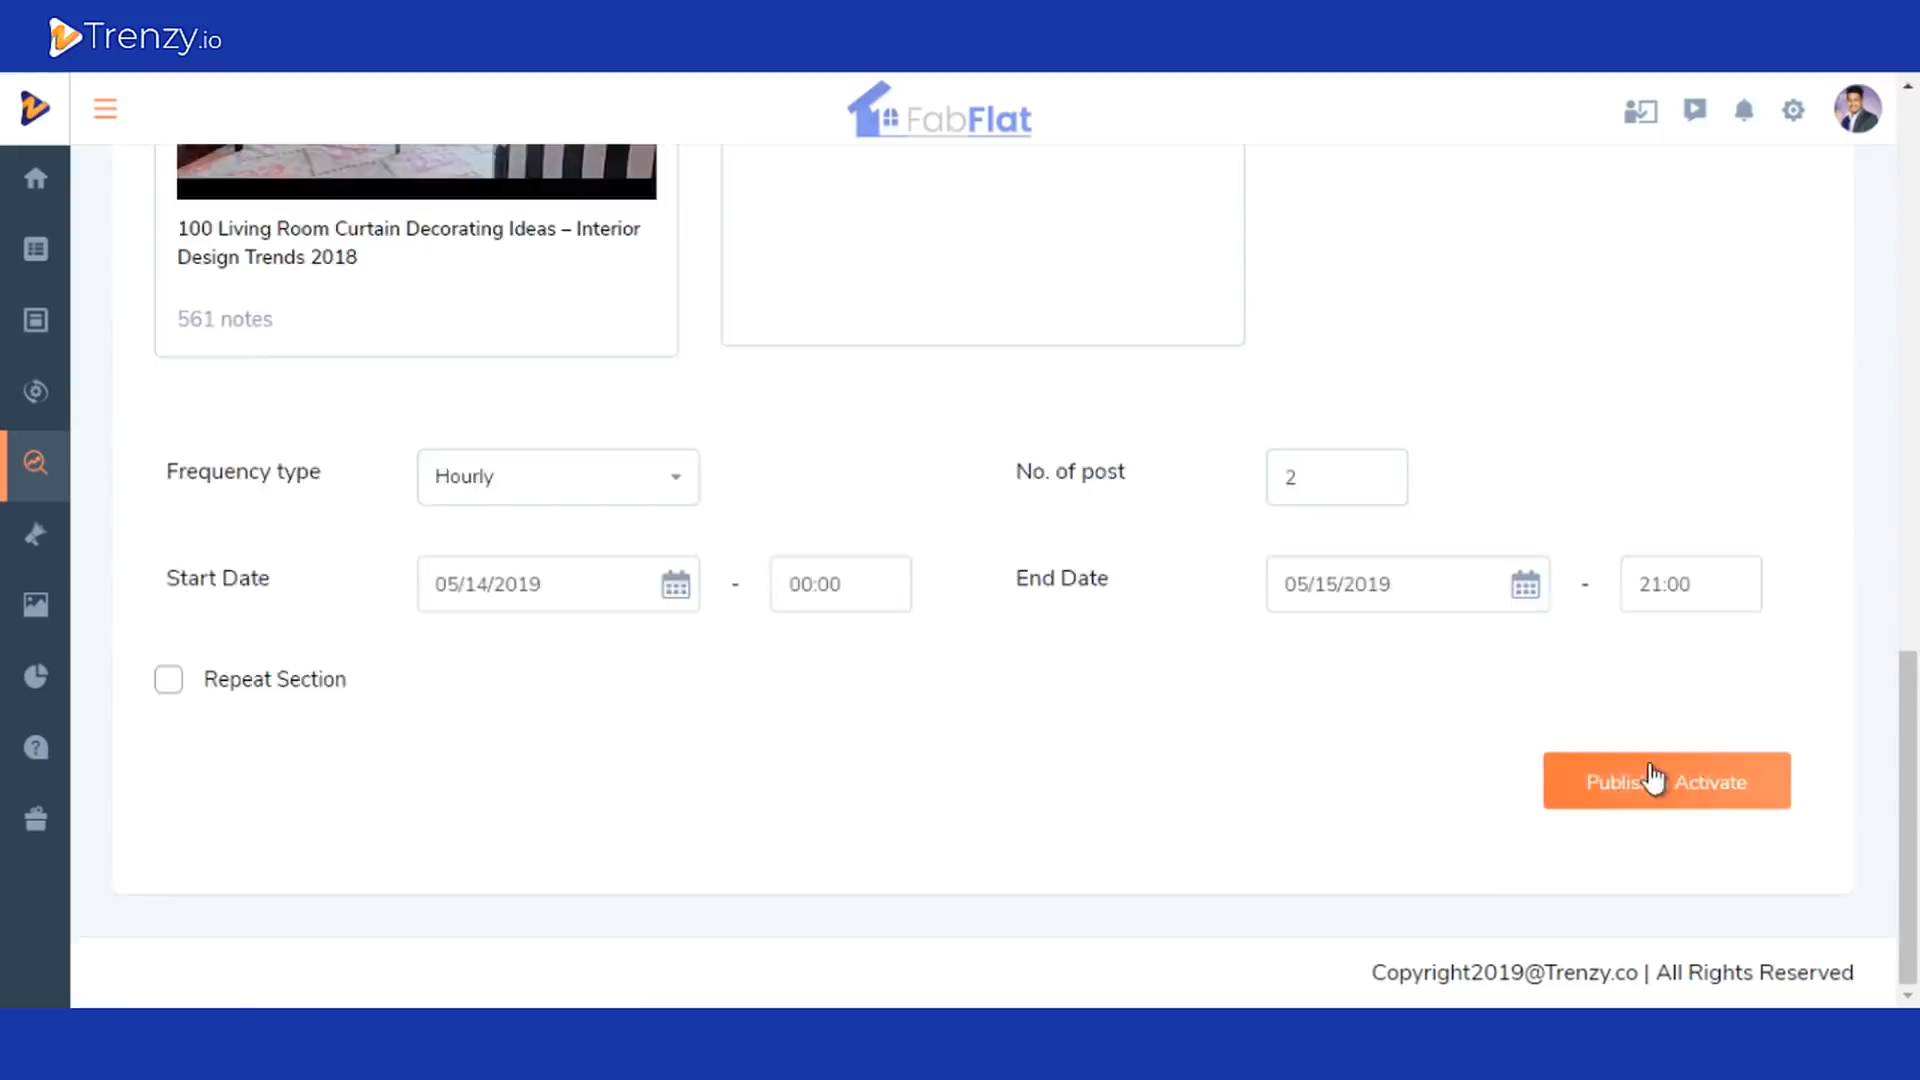 Trenzy.io
FabFlat
100 Living Room Curtain Decorating Ideas – Interior
Design Trends 2018
561 notes
Frequency type
Hourly
No. of post
2
Start Date
05/14/2019
-
00:00
End Date
05/15/2019
-
21:00
Repeat Section
Activate
Copyright2019@Trenzy.co | All Rights Reserved